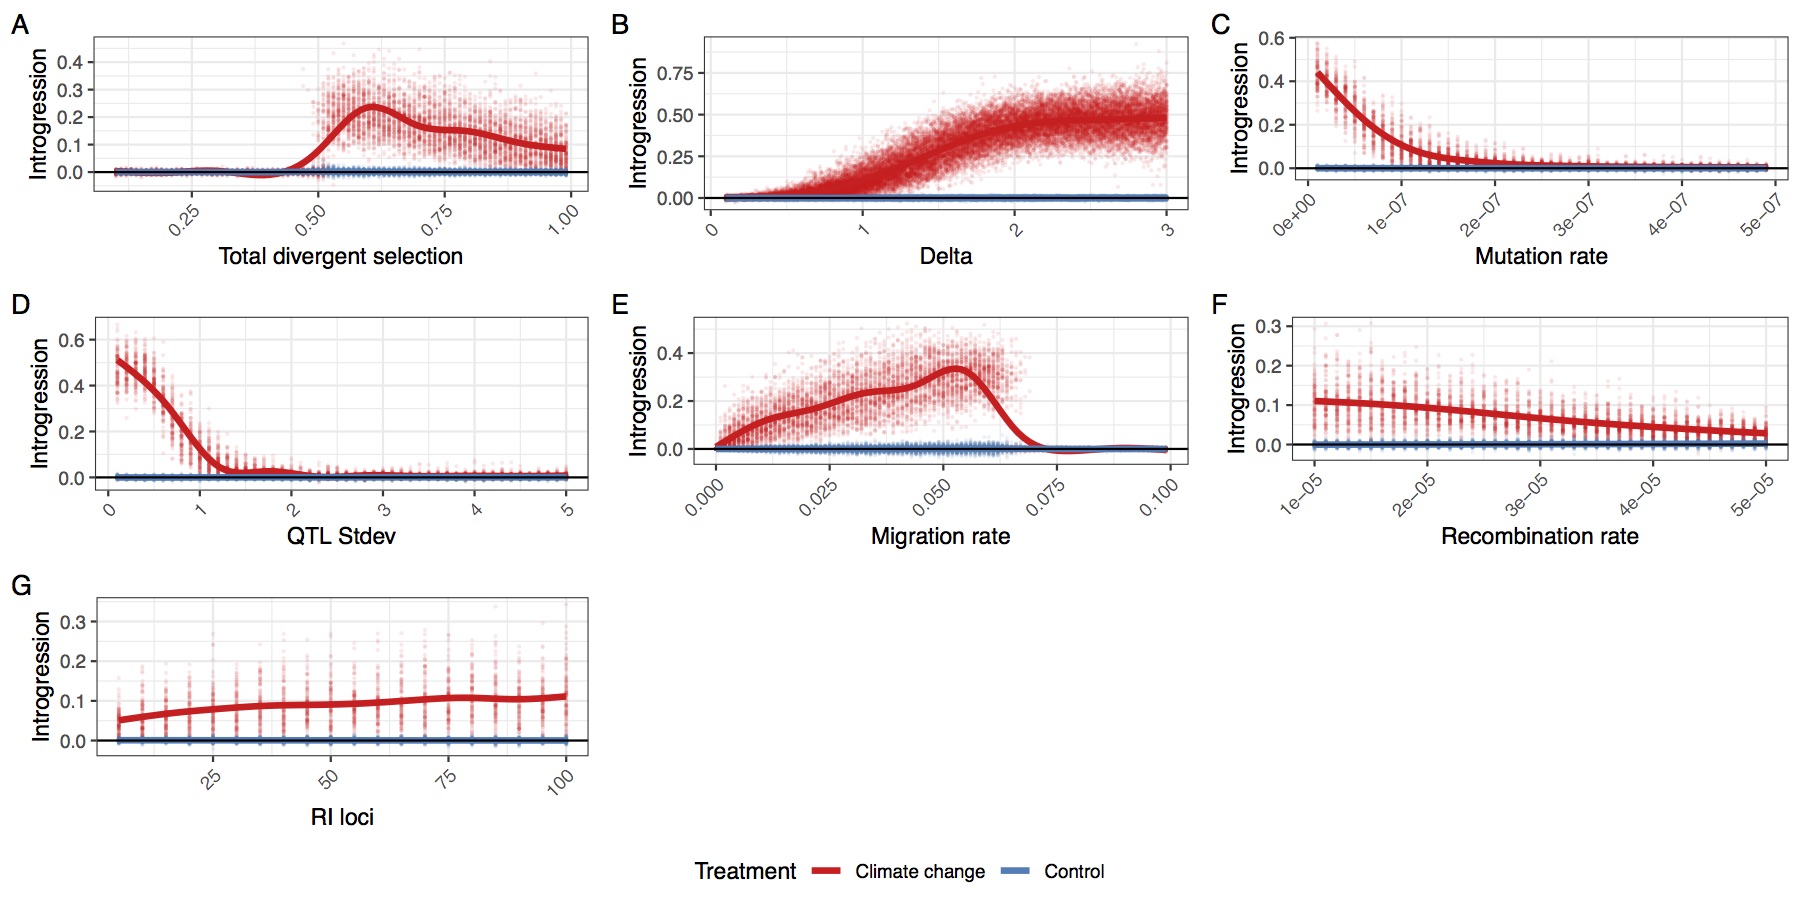 A
Introgression
0.4
0.3
0.2
0.1
0.0
0.25
0.50
0.75
1.00
Total divergent selection
B
Introgression
0.75
0.50
0.25
0.00
0
1
2
3
Delta
C
Introgression
0.6
0.4
0.2
0.0
0e+00
1e−07
2e−07
3e−07
4e−07
5e−07
Mutation rate
D
Introgression
0.6
0.4
0.2
0.0
0
1
2
3
4
5
QTL Stdev
E
Introgression
0.4
0.2
0.0
0.000
0.025
0.050
0.075
0.100
Migration rate
F
Introgression
0.3
0.2
0.1
0.0
1e−05
2e−05
3e−05
4e−05
5e−05
Recombination rate
G
Introgression
0.3
0.2
0.1
0.0
25
50
75
100
RI loci
Treatment Climate change Control